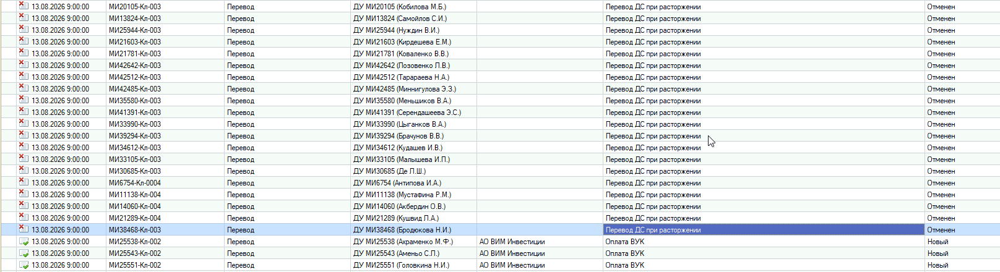 13.08.2026 9:00:00 МИ20105-Кл-003 Перевод ДУ МИ20105 (Кобилова М.Б.) Перевод ДС при расторжении Отменен
13.08.2026 9:00:00 МИ13824-Кл-003 Перевод ДУ МИ13824 (Самойлов С.И.) Перевод ДС при расторжении Отменен
13.08.2026 9:00:00 МИ25944-Кл-003 Перевод ДУ МИ25944 (Нуждин В.И.) Перевод ДС при расторжении Отменен
13.08.2026 9:00:00 МИ21603-Кл-003 Перевод ДУ МИ21603 (Кирдешева Е.М.) Перевод ДС при расторжении Отменен
13.08.2026 9:00:00 МИ21781-Кл-003 Перевод ДУ МИ21781 (Коваленко В.В.) Перевод ДС при расторжении Отменен
13.08.2026 9:00:00 МИ42642-Кл-003 Перевод ДУ МИ42642 (Лозовенко Л.В.) Перевод ДС при расторжении Отменен
13.08.2026 9:00:00 МИ42512-Кл-003 Перевод ДУ МИ42512 (Тарараева Н.А.) Перевод ДС при расторжении Отменен
13.08.2026 9:00:00 МИ42485-Кл-003 Перевод ДУ МИ42485 (Миннигулова Э.З.) Перевод ДС при расторжении Отменен
13.08.2026 9:00:00 МИ35580-Кл-003 Перевод ДУ МИ35580 (Меньшиков В.А.) Перевод ДС при расторжении Отменен
13.08.2026 9:00:00 МИ41391-Кл-003 Перевод ДУ МИ41391 (Серендашеева Э.С.) Перевод ДС при расторжении Отменен
13.08.2026 9:00:00 МИ33990-Кл-003 Перевод ДУ МИ33990 (Цыганков В.А.) Перевод ДС при расторжении Отменен
13.08.2026 9:00:00 МИ39294-Кл-003 Перевод ДУ МИ39294 (Брачунов В.В.) Перевод ДС при расторжении Отменен
13.08.2026 9:00:00 МИ34612-Кл-003 Перевод ДУ МИ34612 (Кудашев И.В.) Перевод ДС при расторжении Отменен
13.08.2026 9:00:00 МИ33105-Кл-003 Перевод ДУ МИ33105 (Малышева И.П.) Перевод ДС при расторжении Отменен
13.08.2026 9:00:00 МИ30685-Кл-003 Перевод ДУ МИ30685 (Де Л.Ш.) Перевод ДС при расторжении Отменен
13.08.2026 9:00:00 МИ6754-Кл-0004 Перевод ДУ МИ6754 (Антипова И.А.) Перевод ДС при расторжении Отменен
13.08.2026 9:00:00 МИ11138-Кл-004 Перевод ДУ МИ11138 (Мустафина Р.М.) Перевод ДС при расторжении Отменен
13.08.2026 9:00:00 МИ14060-Кл-004 Перевод ДУ МИ14060 (Акбердин О.В.) Перевод ДС при расторжении Отменен
13.08.2026 9:00:00 МИ21289-Кл-004 Перевод ДУ МИ21289 (Кушвид Л.А.) Перевод ДС при расторжении Отменен
13.08.2026 9:00:00 МИ38468-Кл-003 Перевод ДУ МИ38468 (Бродюкова Н.И.) Перевод ДС при расторжении Отменен
13.08.2026 9:00:00 МИ25538-Кл-002 Перевод ДУ МИ25538 (Ахраменко М.Ф.) АО ВИМ Инвестиции Оплата ВУК Новый
13.08.2026 9:00:00 МИ25543-Кл-002 Перевод ДУ МИ25543 (Аменьо С.Л.) АО ВИМ Инвестиции Оплата ВУК Новый
13.08.2026 9:00:00 МИ25551-Кл-002 Перевод ДУ МИ25551 (Головкина Н.И.) АО ВИМ Инвестиции Оплата ВУК Новый